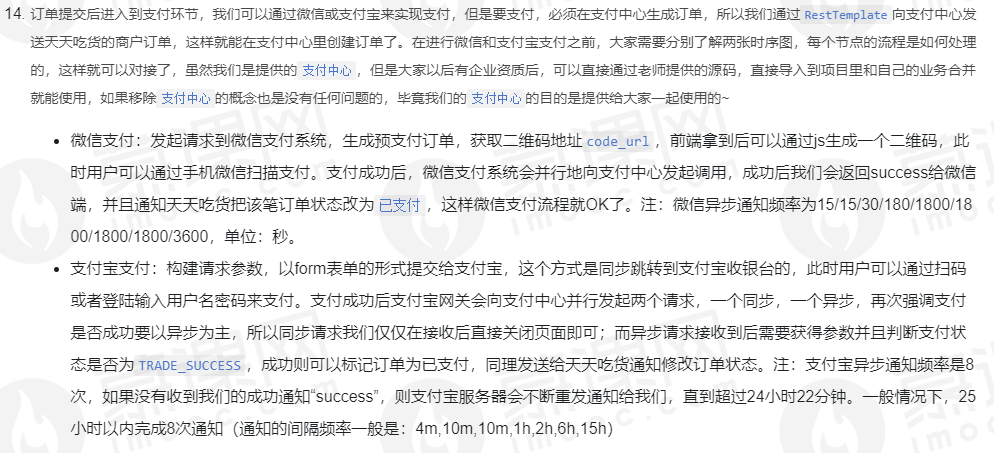 14. 订单提交后进入到支付环节，我们可以通过微信或支付宝来实现支付，但是要支付，必须在支付中心生成订单，所以我们通过 RestTemplate 向支付中心发
送天天吃货的商户订单，这样就能在支付中心里创建订单了。在进行微信和支付宝支付之前，大家需要分别了解两张时序图，每个节点的流程是如何处理
的，这样就可以对接了，虽然我们是提供的 支付中心 ，但是大家以后有企业资质后，可以直接通过老师提供的源码，直接导入到项目里和自己的业务合并
就能使用，如果移除 支付中心 的概念也是没有任何问题的，毕竟我们的 支付中心 的目的是提供给大家一起使用的~
• 微信支付：发起请求到微信支付系统，生成预支付订单，获取二维码地址 code_url ，前端拿到后可以通过js生成一个二维码，此
时用户可以通过手机微信扫描支付。支付成功后，微信支付系统会并行地向支付中心发起调用，成功后我们会返回success给微信
端，并且通知天天吃货把该笔订单状态改为 已支付 ，这样微信支付流程就OK了。注：微信异步通知频率为15/15/30/180/1800/18
00/1800/1800/3600，单位：秒。
• 支付宝支付：构建请求参数，以form表单的形式提交给支付宝，这个方式是同步跳转到支付宝收银台的，此时用户可以通过扫码
或者登陆输入用户名密码来支付。支付成功后支付宝网关会向支付中心并行发起两个请求，一个同步，一个异步，再次强调支付
是否成功要以异步为主，所以同步请求我们仅仅在接收后直接关闭页面即可；而异步请求接收到后需要获得参数并且判断支付状
态是否为 TRADE_SUCCESS ，成功则可以标记订单为已支付，同理发送给天天吃货通知修改订单状态。注：支付宝异步通知频率是8
次，如果没有收到我们的成功通知“success”，则支付宝服务器会不断重发通知给我们，直到超过24小时22分钟。一般情况下，25
小时以内完成8次通知（通知的间隔频率一般是：4m,10m,10m,1h,2h,6h,15h）